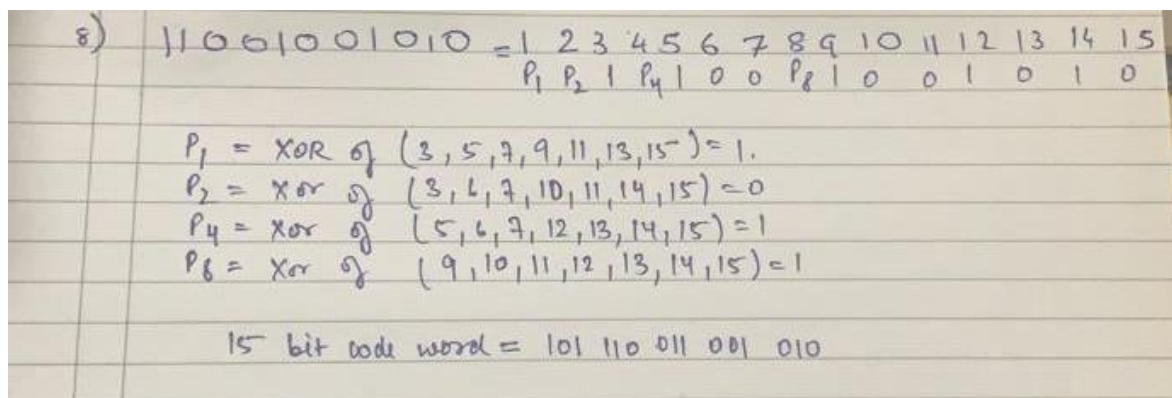 8) 11001001010 = 1 2 3 4 5 6 7 8 9 10 11 12 13 14 15
P₁ P₂ 1 P₄ 1 0 0 P₈ 1 0 0 1 0 1 0
P₁ = XOR of (3,5,7,9,11,13,15) = 1.
P₂ = Xor of (3,6,7,10,11,14,15) = 0
P₄ = Xor of (5,6,7,12,13,14,15) = 1
P₈ = Xor of (9,10,11,12,13,14,15) = 1
15 bit code word = 101 110 011 001 010